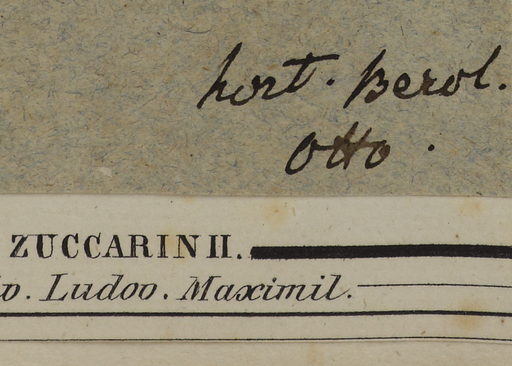 hort. Berol.
Otto.
ZUCCARINII.
Ludov. Maximil.